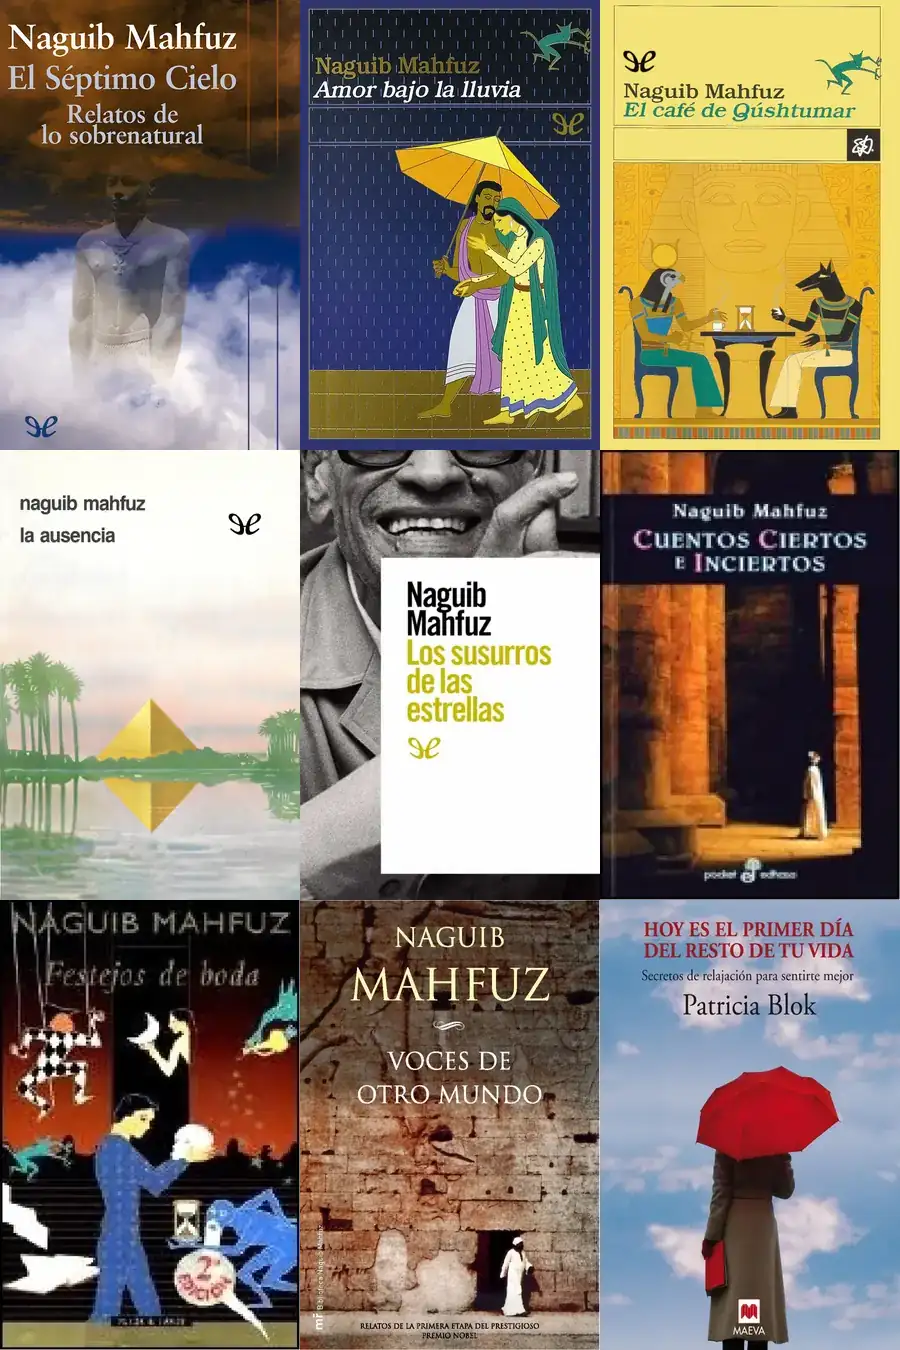 Naguib Mahfuz
El Séptimo Cielo
Relatos de
lo sobrenatural
Naguib Mahfuz
Amor bajo la lluvia
Naguib Mahfuz
El café de Qúshtumar
naguib mahfuz
la ausencia
Naguib
Mahfuz
Los susurros
de las
estrellas
Naguib Mahfuz
CUENTOS CIERTOS
E INCIERTOS
pocket edhasa
NAGUIB MAHFUZ
Festejos de boda
2ª
EDICIÓN
NAGUIB
MAHFUZ
VOCES DE
OTRO MUNDO
RELATOS DE LA PRIMERA ETAPA DEL PRESTIGIOSO
PREMIO NOBEL
HOY ES EL PRIMER DÍA
DEL RESTO DE TU VIDA
Secretos de relajación para sentirte mejor
Patricia Blok
MAEVA